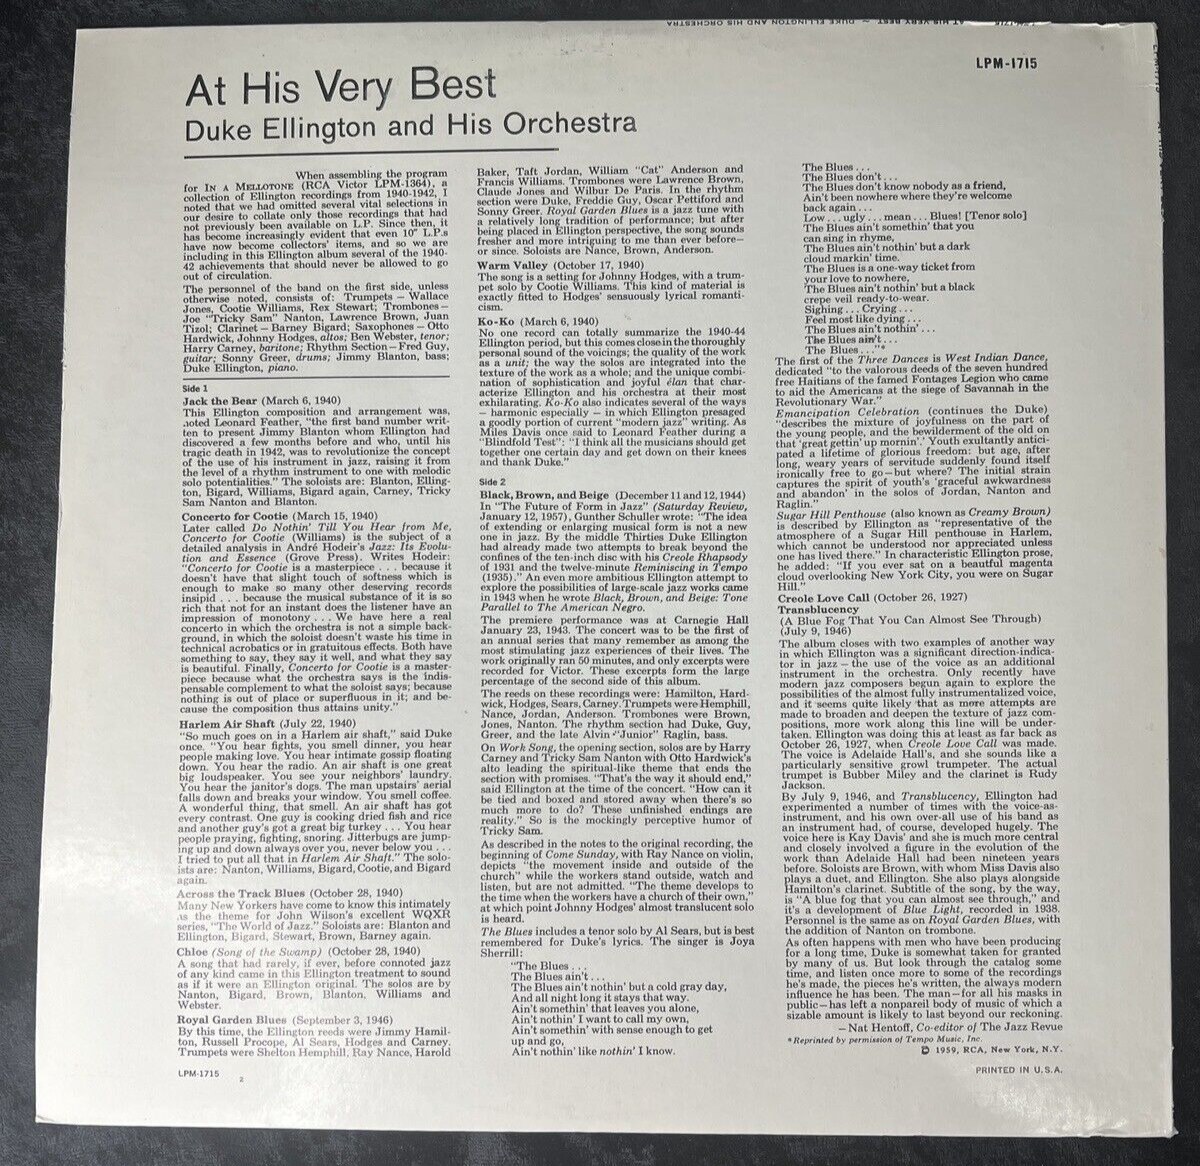 AT HIS VERY BEST ~ DUKE ELLINGTON AND HIS ORCHESTRA
LPM-1715
At His Very Best
Duke Ellington and His Orchestra
When assembling the program
for IN A MELLOTONE (RCA Victor LPM-1364), a
collection of Ellington recordings from 1940-1942, I
noted that we had omitted several vital selections in
our desire to collate only those recordings that had
not previously been available on L.P. Since then, it
has become increasingly evident that even 10" L.P.s
have now become collectors' items, and so we are
including in this Ellington album several of the 1940-
42 achievements that should never be allowed to go
out of circulation.
The personnel of the band on the first side, unless
otherwise noted, consists of: Trumpets – Wallace
Jones, Cootie Williams, Rex Stewart; Trombones –
Joe "Tricky Sam" Nanton, Lawrence Brown, Juan
Tizol; Clarinet – Barney Bigard; Saxophones – Otto
Hardwick, Johnny Hodges, altos; Ben Webster, tenor;
Harry Carney, baritone; Rhythm Section – Fred Guy,
guitar; Sonny Greer, drums; Jimmy Blanton, bass;
Duke Ellington, piano.
Side 1
Jack the Bear (March 6, 1940)
This Ellington composition and arrangement was,
noted Leonard Feather, "the first band number writ-
ten to present Jimmy Blanton whom Ellington had
discovered a few months before and who, until his
tragic death in 1942, was to revolutionize the concept
of the use of his instrument in jazz, raising it from
the level of a rhythm instrument to one with melodic
solo potentialities." The soloists are: Blanton, Elling-
ton, Bigard, Williams, Bigard again, Carney, Tricky
Sam Nanton and Blanton.
Concerto for Cootie (March 15, 1940)
Later called Do Nothin' Till You Hear from Me,
Concerto for Cootie (Williams) is the subject of a
detailed analysis in André Hodeir's Jazz: Its Evolu-
tion and Essence (Grove Press). Writes Hodeir:
"Concerto for Cootie is a masterpiece . . . because it
doesn't have that slight touch of softness which is
enough to make so many other deserving records
insipid . . . because the musical substance of it is so
rich that not for an instant does the listener have an
impression of monotony . . . We have here a real
concerto in which the orchestra is not a simple back-
ground, in which the soloist doesn't waste his time in
technical acrobatics or in gratuitous effects. Both have
something to say, they say it well, and what they say
is beautiful. Finally, Concerto for Cootie is a master-
piece because what the orchestra says is the indis-
pensable complement to what the soloist says; because
nothing is out of place or superfluous in it; and be-
cause the composition thus attains unity."
Harlem Air Shaft (July 22, 1940)
"So much goes on in a Harlem air shaft," said Duke
once. "You hear fights, you smell dinner, you hear
people making love. You hear intimate gossip floating
down. You hear the radio. An air shaft is one great
big loudspeaker. You see your neighbors' laundry.
You hear the janitor's dogs. The man upstairs' aerial
falls down and breaks your window. You smell coffee.
A wonderful thing, that smell. An air shaft has got
every contrast. One guy is cooking dried fish and rice
and another guy's got a great big turkey . . . You hear
people praying, fighting, snoring. Jitterbugs are jump-
ing up and down always over you, never below you . . .
I tried to put all that in Harlem Air Shaft." The solo-
ists are: Nanton, Williams, Bigard, Cootie, and Bigard
again.
Across the Track Blues (October 28, 1940)
Many New Yorkers have come to know this intimately
as the theme for John Wilson's excellent WQXR
series, "The World of Jazz." Soloists are: Blanton and
Ellington, Bigard, Stewart, Brown, Barney again.
Chloe (Song of the Swamp) (October 28, 1940)
A song that had rarely, if ever, before connoted jazz
of any kind came in this Ellington treatment to sound
as if it were an Ellington original. The solos are by
Nanton, Bigard, Brown, Blanton, Williams and
Webster.
Royal Garden Blues (September 3, 1946)
By this time, the Ellington reeds were Jimmy Hamil-
ton, Russell Procope, Al Sears, Hodges and Carney.
Trumpets were Shelton Hemphill, Ray Nance, Harold
LPM-1715
2
Baker, Taft Jordan, William "Cat" Anderson and
Francis Williams. Trombones were Lawrence Brown,
Claude Jones and Wilbur De Paris. In the rhythm
section were Duke, Freddie Guy, Oscar Pettiford and
Sonny Greer. Royal Garden Blues is a jazz tune with
a relatively long tradition of performance; but after
being placed in Ellington perspective, the song sounds
fresher and more intriguing to me than ever before—
or since. Soloists are Nance, Brown, Anderson.
Warm Valley (October 17, 1940)
The song is a setting for Johnny Hodges, with a trum-
pet solo by Cootie Williams. This kind of material is
exactly fitted to Hodges' sensuously lyrical romanti-
cism.
Ko-Ko (March 6, 1940)
No one record can totally summarize the 1940-44
Ellington period, but this comes close in the thoroughly
personal sound of the voicings; the quality of the work
as a unit; the way the solos are integrated into the
texture of the work as a whole; and the unique combi-
nation of sophistication and joyful élan that char-
acterize Ellington and his orchestra at their most
exhilarating. Ko-Ko also indicates several of the ways
– harmonic especially – in which Ellington presaged
a goodly portion of current "modern jazz" writing. As
Miles Davis once said to Leonard Feather during a
"Blindfold Test": "I think all the musicians should get
together one certain day and get down on their knees
and thank Duke."
Side 2
Black, Brown, and Beige (December 11 and 12, 1944)
In "The Future of Form in Jazz" (Saturday Review,
January 12, 1957), Gunther Schuller wrote: "The idea
of extending or enlarging musical form is not a new
one in jazz. By the middle Thirties Duke Ellington
had already made two attempts to break beyond the
confines of the ten-inch disc with his Creole Rhapsody
of 1931 and the twelve-minute Reminiscing in Tempo
(1935)." An even more ambitious Ellington attempt to
explore the possibilities of large-scale jazz works came
in 1943 when he wrote Black, Brown, and Beige: Tone
Parallel to The American Negro.
The premiere performance was at Carnegie Hall
January 23, 1943. The concert was to be the first of
an annual series that many remember as among the
most stimulating jazz experiences of their lives. The
work originally ran 50 minutes, and only excerpts were
recorded for Victor. These excerpts form the large
percentage of the second side of this album.
The reeds on these recordings were: Hamilton, Hard-
wick, Hodges, Sears, Carney. Trumpets were Hemphill,
Nance, Jordan, Anderson. Trombones were Brown,
Jones, Nanton. The rhythm section had Duke, Guy,
Greer, and the late Alvin "Junior" Raglin, bass.
On Work Song, the opening section, solos are by Harry
Carney and Tricky Sam Nanton with Otto Hardwick's
alto leading the spiritual-like theme that ends the
section with promises. "That's the way it should end,"
said Ellington at the time of the concert. "How can it
be tied and boxed and stored away when there's so
much more to do? These unfinished endings are
reality." So is the mockingly perceptive humor of
Tricky Sam.
As described in the notes to the original recording, the
beginning of Come Sunday, with Ray Nance on violin,
depicts "the movement inside and outside of the
church" while the workers stand outside, watch and
listen, but are not admitted. "The theme develops to
the time when the workers have a church of their own,"
at which point Johnny Hodges' almost translucent solo
is heard.
The Blues includes a tenor solo by Al Sears, but is best
remembered for Duke's lyrics. The singer is Joya
Sherrill:
"The Blues . . .
The Blues ain't . . .
The Blues ain't nothin' but a cold gray day,
And all night long it stays that way.
Ain't somethin' that leaves you alone,
Ain't nothin' I want to call my own,
Ain't somethin' with sense enough to get
up and go,
Ain't nothin' like nothin' I know.
The Blues . . .
The Blues don't . . .
The Blues don't know nobody as a friend,
Ain't been nowhere where they're welcome
back again . . .
Low . . . ugly . . . mean . . . Blues! [Tenor solo]
The Blues ain't somethin' that you
can sing in rhyme,
The Blues ain't nothin' but a dark
cloud markin' time.
The Blues is a one-way ticket from
your love to nowhere,
The Blues ain't nothin' but a black
crepe veil ready-to-wear.
Sighing . . . Crying . . .
Feel most like dying . . .
The Blues ain't nothin' . . .
The Blues ain't . . .
The Blues . . ."*
The first of the Three Dances is West Indian Dance,
dedicated "to the valorous deeds of the seven hundred
free Haitians of the famed Fontages Legion who came
to aid the Americans at the siege of Savannah in the
Revolutionary War."
Emancipation Celebration (continues the Duke)
"describes the mixture of joyfulness on the part of
the young people, and the bewilderment of the old on
that 'great gettin' up mornin'.' Youth exultantly antici-
pated a lifetime of glorious freedom: but age, after
long, weary years of servitude suddenly found itself
ironically free to go—but where? The initial strain
captures the spirit of youth's 'graceful awkwardness
and abandon' in the solos of Jordan, Nanton and
Raglin."
Sugar Hill Penthouse (also known as Creamy Brown)
is described by Ellington as "representative of the
atmosphere of a Sugar Hill penthouse in Harlem,
which cannot be understood nor appreciated unless
one has lived there." In characteristic Ellington prose,
he added: "If you ever sat on a beautful magenta
cloud overlooking New York City, you were on Sugar
Hill."
Creole Love Call (October 26, 1927)
Translucency
(A Blue Fog That You Can Almost See Through)
(July 9, 1946)
The album closes with two examples of another way
in which Ellington was a significant direction-indica-
tor in jazz – the use of the voice as an additional
instrument in the orchestra. Only recently have
modern jazz composers begun again to explore the
possibilities of the almost fully instrumentalized voice,
and it seems quite likely that as more attempts are
made to broaden and deepen the texture of jazz com-
positions, more work along this line will be under-
taken. Ellington was doing this at least as far back as
October 26, 1927, when Creole Love Call was made.
The voice is Adelaide Hall's, and she sounds like a
particularly sensitive growl trumpeter. The actual
trumpet is Bubber Miley and the clarinet is Rudy
Jackson.
By July 9, 1946, and Translucency, Ellington had
experimented a number of times with the voice-as-
instrument, and his own over-all use of his band as
an instrument had, of course, developed hugely. The
voice here is Kay Davis' and she is much more central
and closely involved a figure in the evolution of the
work than Adelaide Hall had been nineteen years
before. Soloists are Brown, with whom Miss Davis also
plays a duet, and Ellington. She also plays alongside
Hamilton's clarinet. Subtitle of the song, by the way,
is "A blue fog that you can almost see through," and
it's a development of Blue Light, recorded in 1938.
Personnel is the same as on Royal Garden Blues, with
the addition of Nanton on trombone.
As often happens with men who have been producing
for a long time, Duke is somewhat taken for granted
by many of us. But look through the catalog some
time, and listen once more to some of the recordings
he's made, the pieces he's written, the always modern
influence he has been. The man—for all his masks in
public—has left a nonpareil body of music of which a
sizable amount is likely to last beyond our reckoning.
– Nat Hentoff, Co-editor of The Jazz Revue
*Reprinted by permission of Tempo Music, Inc.
© 1959, RCA, New York, N.Y.
PRINTED IN U.S.A.